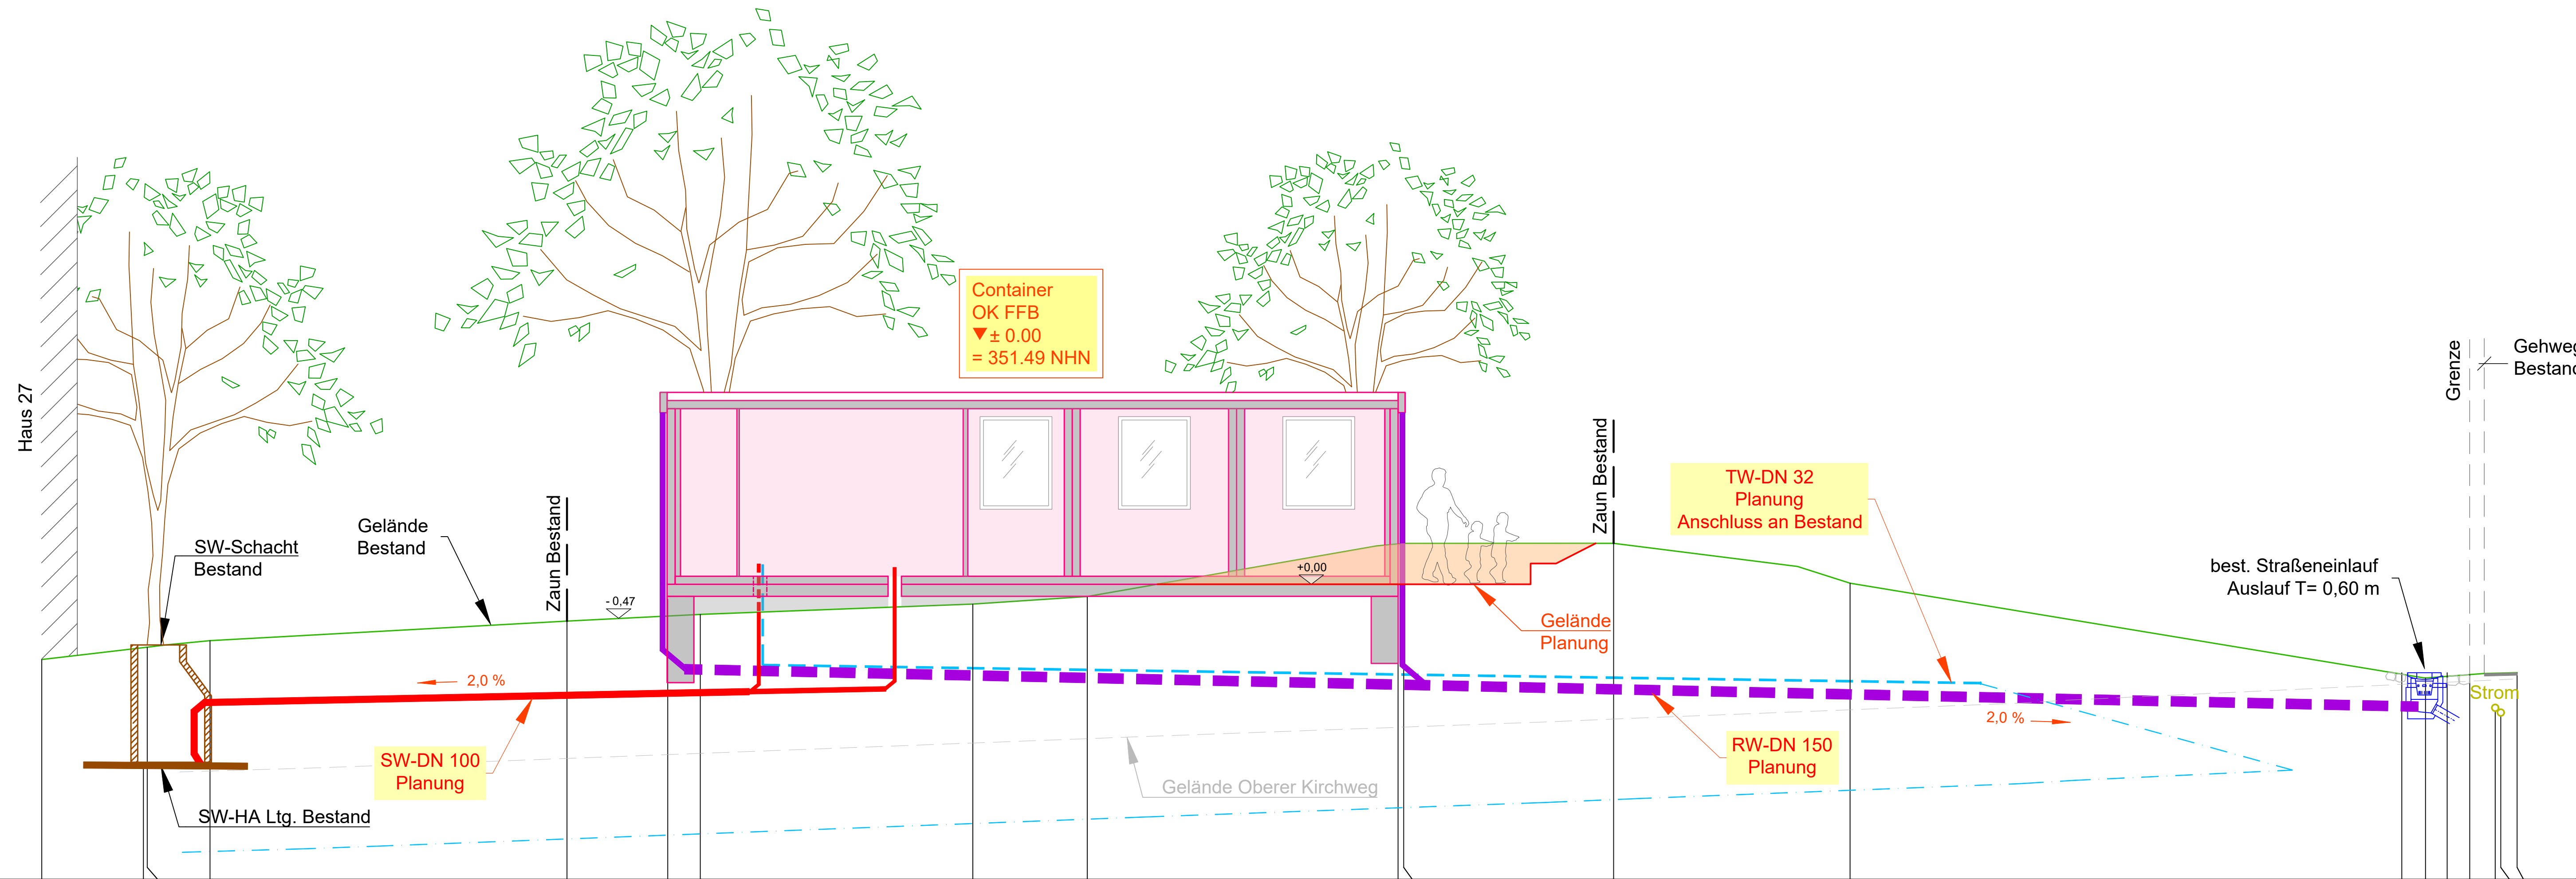 Haus 27
SW-Schacht
Bestand
Gelände
Bestand
Zaun Bestand
- 0,47
Container
OK FFB
▼± 0.00
= 351.49 NHN
+0,00
Zaun Bestand
TW-DN 32
Planung
Anschluss an Bestand
Gelände
Planung
best. Straßeneinlauf
Auslauf T= 0,60 m
Grenze
Gehweg
Bestand
Strom
2,0 %
2,0 %
SW-DN 100
Planung
SW-HA Ltg. Bestand
Gelände Oberer Kirchweg
RW-DN 150
Planung